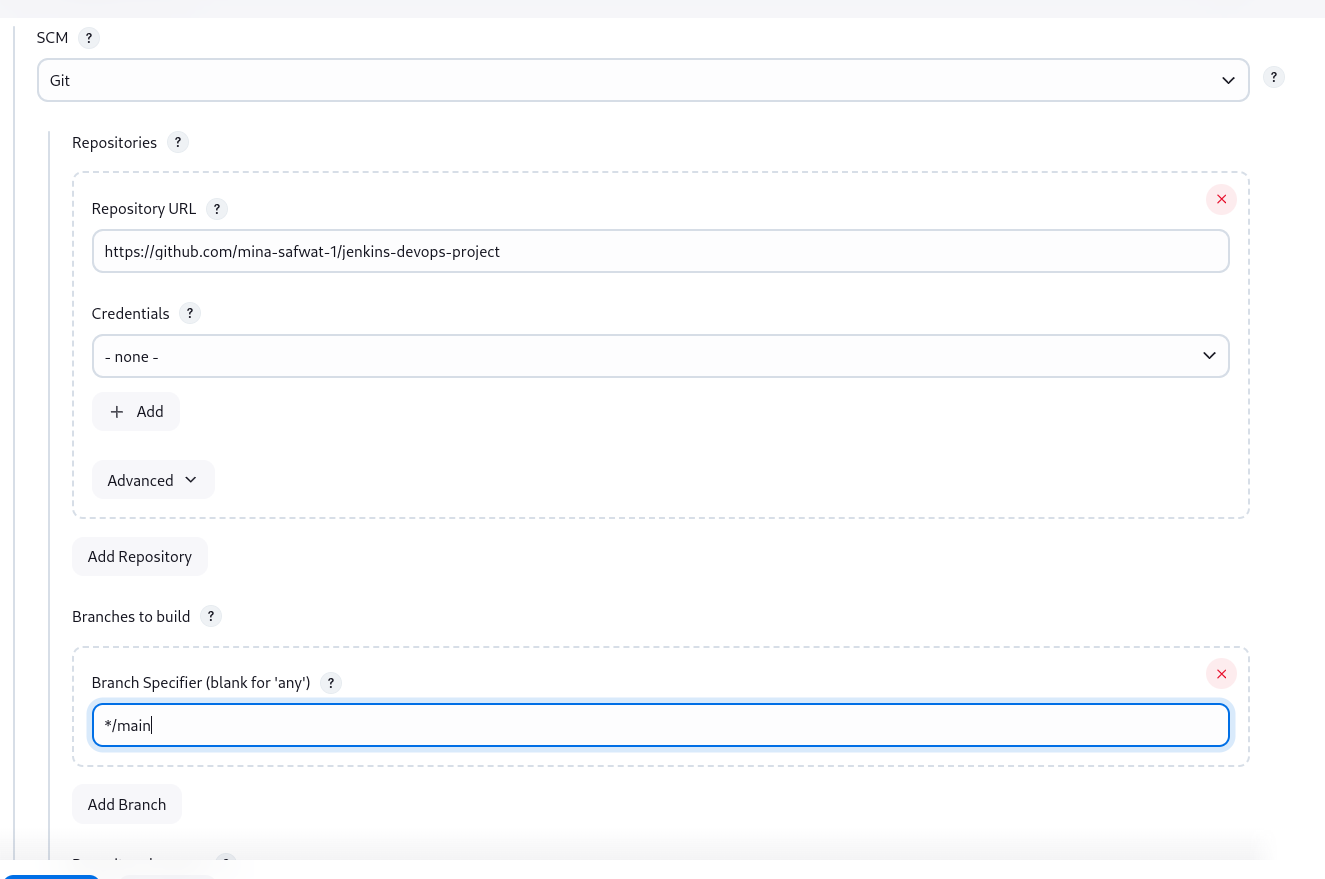 SCM ?
Git
?
Repositories ?
Repository URL ?
https://github.com/mina-safwat-1/jenkins-devops-project
Credentials ?
- none -
+ Add
Advanced
Add Repository
Branches to build ?
Branch Specifier (blank for 'any') ?
*/main
Add Branch